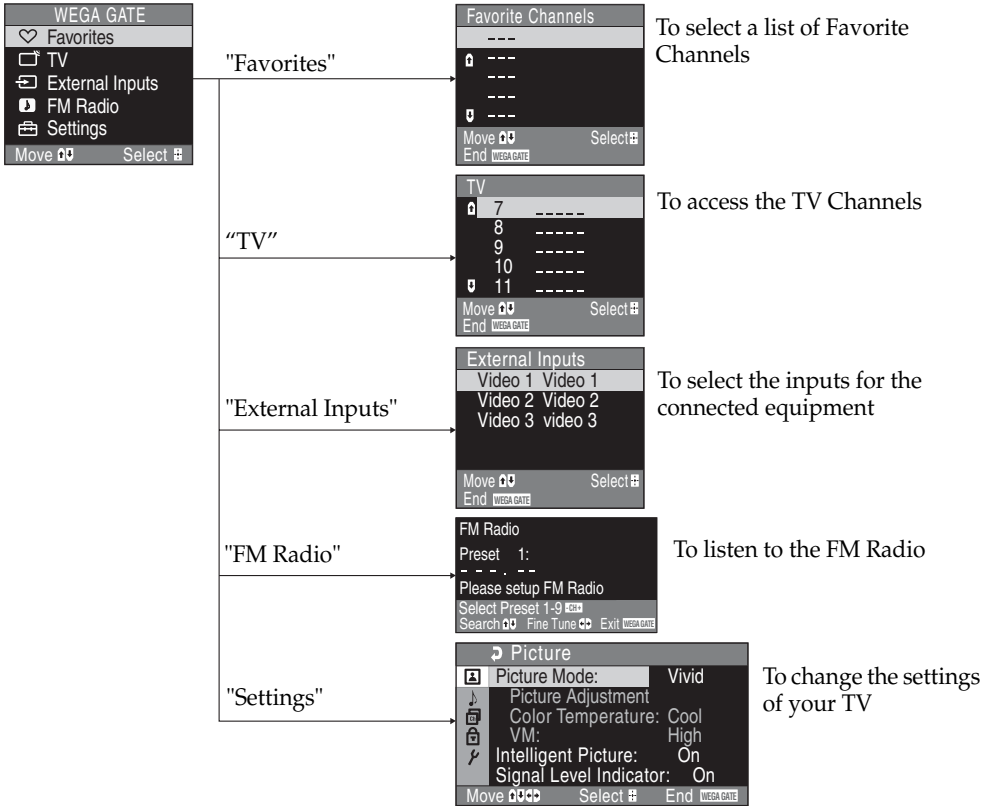 WEGA GATE
Favorites
TV
External Inputs
FM Radio
Settings
Move Select
"Favorites"
Favorite Channels
---
---
---
---
---
Move Select
End WEGA GATE
To select a list of Favorite
Channels
“TV”
TV
7 -----
8 -----
9 -----
10 -----
11 -----
Move Select
End WEGA GATE
To access the TV Channels
"External Inputs"
External Inputs
Video 1 Video 1
Video 2 Video 2
Video 3 video 3
Move Select
End WEGA GATE
To select the inputs for the
connected equipment
"FM Radio"
FM Radio
Preset 1:
---.--
Please setup FM Radio
Select Preset 1-9 -CH+
Search Fine Tune Exit WEGA GATE
To listen to the FM Radio
"Settings"
Picture
Picture Mode: Vivid
Picture Adjustment
Color Temperature: Cool
VM: High
Intelligent Picture: On
Signal Level Indicator: On
Move Select End WEGA GATE
To change the settings
of your TV